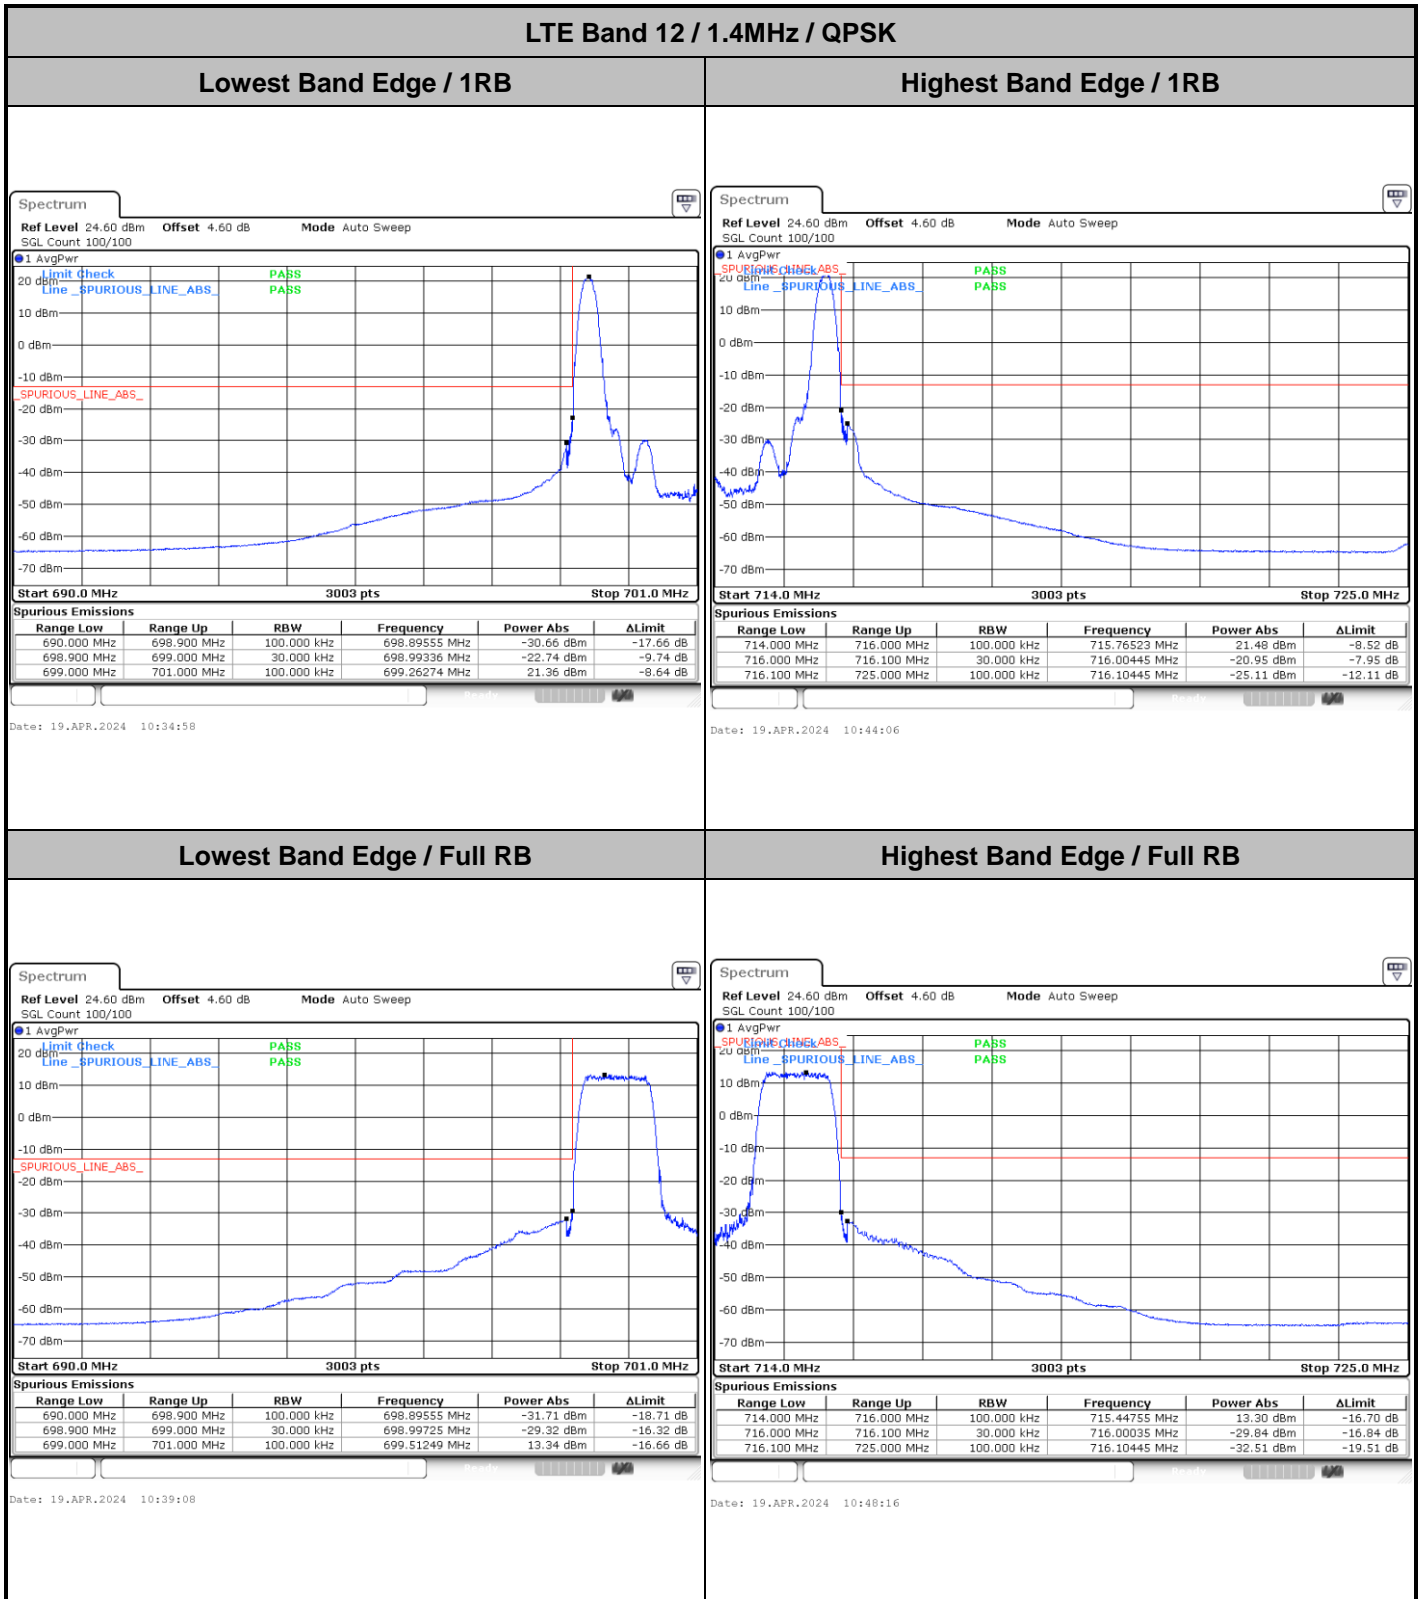 LTE Band 12 / 1.4MHz / QPSK
Lowest Band Edge / 1RB
Highest Band Edge / 1RB
Spectrum
Ref Level 24.60 dBm Offset 4.60 dB Mode Auto Sweep
SGL Count 100/100
1 AvgPwr
Limit Check PASS
20 dBm
Line _SPURIOUS_LINE_ABS_ PASS
10 dBm
0 dBm
-10 dBm
_SPURIOUS_LINE_ABS_
-20 dBm
-30 dBm
-40 dBm
-50 dBm
-60 dBm
-70 dBm
Start 690.0 MHz 3003 pts Stop 701.0 MHz
Spurious Emissions
Range Low Range Up RBW Frequency Power Abs ΔLimit
690.000 MHz 698.900 MHz 100.000 kHz 698.89555 MHz -30.66 dBm -17.66 dB
698.900 MHz 699.000 MHz 30.000 kHz 698.99336 MHz -22.74 dBm -9.74 dB
699.000 MHz 701.000 MHz 100.000 kHz 699.26274 MHz 21.36 dBm -8.64 dB
Ready
Date: 19.APR.2024 10:34:58
Spectrum
Ref Level 24.60 dBm Offset 4.60 dB Mode Auto Sweep
SGL Count 100/100
1 AvgPwr
_SPURIOUS_LINE_ABS_
Limit Check PASS
20 dBm
Line _SPURIOUS_LINE_ABS_ PASS
10 dBm
0 dBm
-10 dBm
-20 dBm
-30 dBm
-40 dBm
-50 dBm
-60 dBm
-70 dBm
Start 714.0 MHz 3003 pts Stop 725.0 MHz
Spurious Emissions
Range Low Range Up RBW Frequency Power Abs ΔLimit
714.000 MHz 716.000 MHz 100.000 kHz 715.76523 MHz 21.48 dBm -8.52 dB
716.000 MHz 716.100 MHz 30.000 kHz 716.00445 MHz -20.95 dBm -7.95 dB
716.100 MHz 725.000 MHz 100.000 kHz 716.10445 MHz -25.11 dBm -12.11 dB
Ready
Date: 19.APR.2024 10:44:06
Lowest Band Edge / Full RB
Highest Band Edge / Full RB
Spectrum
Ref Level 24.60 dBm Offset 4.60 dB Mode Auto Sweep
SGL Count 100/100
1 AvgPwr
Limit Check PASS
20 dBm
Line _SPURIOUS_LINE_ABS_ PASS
10 dBm
0 dBm
-10 dBm
_SPURIOUS_LINE_ABS_
-20 dBm
-30 dBm
-40 dBm
-50 dBm
-60 dBm
-70 dBm
Start 690.0 MHz 3003 pts Stop 701.0 MHz
Spurious Emissions
Range Low Range Up RBW Frequency Power Abs ΔLimit
690.000 MHz 698.900 MHz 100.000 kHz 698.89555 MHz -31.71 dBm -18.71 dB
698.900 MHz 699.000 MHz 30.000 kHz 698.99725 MHz -29.32 dBm -16.32 dB
699.000 MHz 701.000 MHz 100.000 kHz 699.51249 MHz 13.34 dBm -16.66 dB
Ready
Date: 19.APR.2024 10:39:08
Spectrum
Ref Level 24.60 dBm Offset 4.60 dB Mode Auto Sweep
SGL Count 100/100
1 AvgPwr
_SPURIOUS_LINE_ABS_
Limit Check PASS
20 dBm
Line _SPURIOUS_LINE_ABS_ PASS
10 dBm
0 dBm
-10 dBm
-20 dBm
-30 dBm
-40 dBm
-50 dBm
-60 dBm
-70 dBm
Start 714.0 MHz 3003 pts Stop 725.0 MHz
Spurious Emissions
Range Low Range Up RBW Frequency Power Abs ΔLimit
714.000 MHz 716.000 MHz 100.000 kHz 715.44755 MHz 13.30 dBm -16.70 dB
716.000 MHz 716.100 MHz 30.000 kHz 716.00035 MHz -29.84 dBm -16.84 dB
716.100 MHz 725.000 MHz 100.000 kHz 716.10445 MHz -32.51 dBm -19.51 dB
Ready
Date: 19.APR.2024 10:48:16